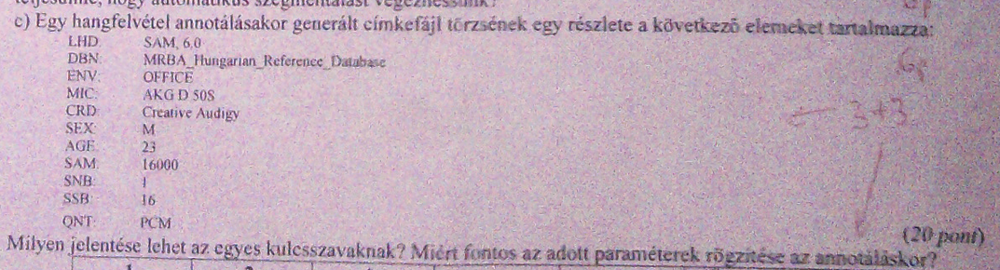 hogy automatikus szegmentálást végezhessünk?
c) Egy hangfelvétel annotálásakor generált címkefájl törzsének egy részlete a következő elemeket tartalmazza:
LHD: SAM, 6.0
DBN: MRBA_Hungarian_Reference_Database
ENV: OFFICE
MIC: AKG D 50S
CRD: Creative Audigy
SEX: M
AGE: 23
SAM: 16000
SNB: 1
SSB: 16
QNT: PCM
6p
← 3+3
(20 pont)
Milyen jelentése lehet az egyes kulcsszavaknak? Miért fontos az adott paraméterek rögzítése az annotáláskor?